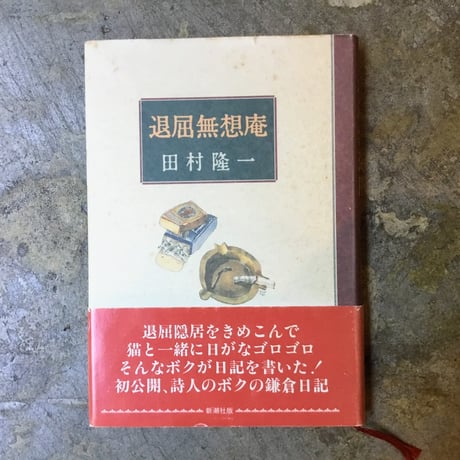 退屈無想庵
田村隆一
退屈隠居をきめこんで
猫と一緒に日がなゴロゴロ
そんなボクが日記を書いた!
初公開、詩人のボクの鎌倉日記
新潮社版